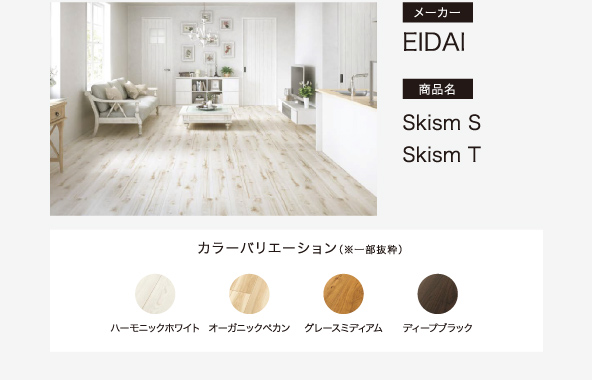 メーカー
EIDAI
商品名
Skism S
Skism T
カラーバリエーション(※一部抜粋)
ハーモニックホワイト オーガニックペカン グレースミディアム ディープブラック